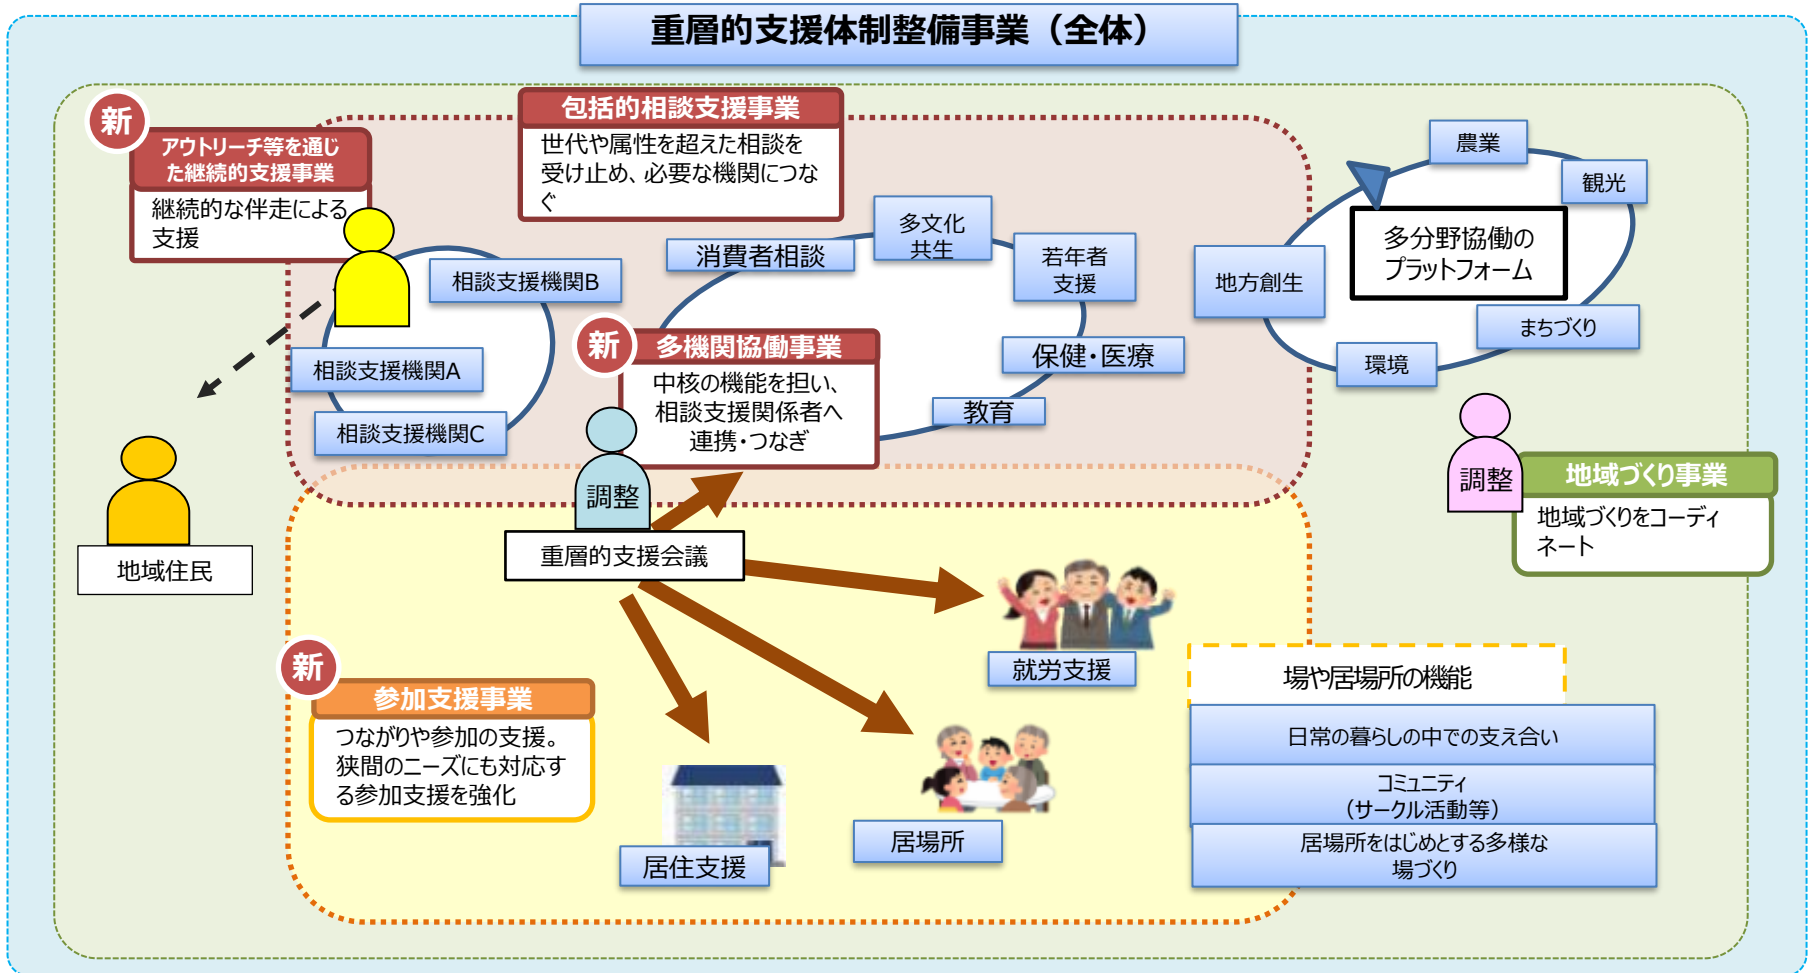 重層的支援体制整備事業（全体）
新
アウトリーチ等を通じ
た継続的支援事業
継続的な伴走による
支援
包括的相談支援事業
世代や属性を超えた相談を
受け止め、必要な機関につな
ぐ
相談支援機関B
相談支援機関A
相談支援機関C
消費者相談
多文化
共生
若年者
支援
保健・医療
教育
新
多機関協働事業
中核の機能を担い、
相談支援関係者へ
連携・つなぎ
調整
重層的支援会議
農業
観光
多分野協働の
プラットフォーム
地方創生
まちづくり
環境
調整
地域づくり事業
地域づくりをコーディ
ネート
地域住民
新
参加支援事業
つながりや参加の支援。
狭間のニーズにも対応す
る参加支援を強化
就労支援
居場所
居住支援
場や居場所の機能
日常の暮らしの中での支え合い
コミュニティ
（サークル活動等）
居場所をはじめとする多様な
場づくり